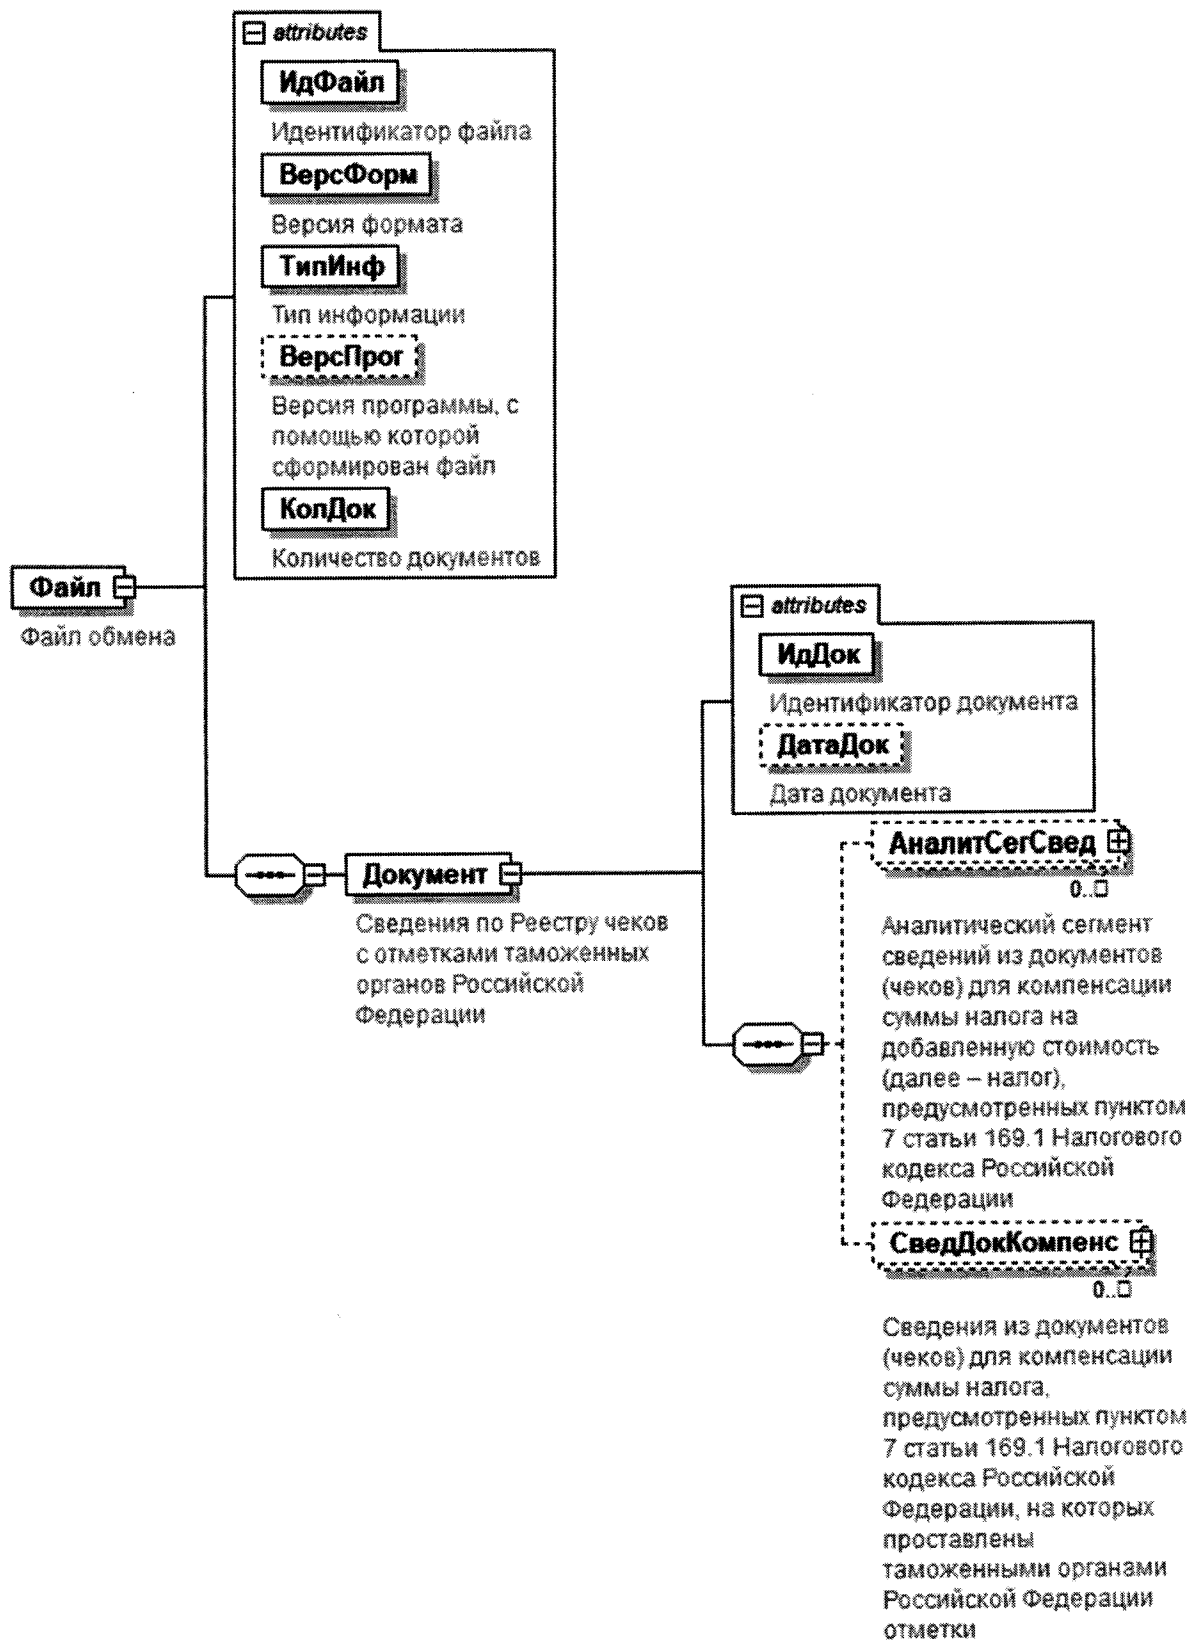 attributes
ИдФайл
Идентификатор файла
ВерсФорм
Версия формата
ТипИнф
Тип информации
ВерсПрог
Версия программы, с
помощью которой
сформирован файл
КолДок
Количество документов
Файл
Файл обмена
attributes
ИдДок
Идентификатор документа
ДатаДок
Дата документа
Документ
Сведения по Реестру чеков
с отметками таможенных
органов Российской
Федерации
АналитСегСвед
0..□
Аналитический сегмент
сведений из документов
(чеков) для компенсации
суммы налога на
добавленную стоимость
(далее – налог),
предусмотренных пунктом
7 статьи 169.1 Налогового
кодекса Российской
Федерации
СведДокКомпенс
0..□
Сведения из документов
(чеков) для компенсации
суммы налога,
предусмотренных пунктом
7 статьи 169.1 Налогового
кодекса Российской
Федерации, на которых
проставлены
таможенными органами
Российской Федерации
отметки